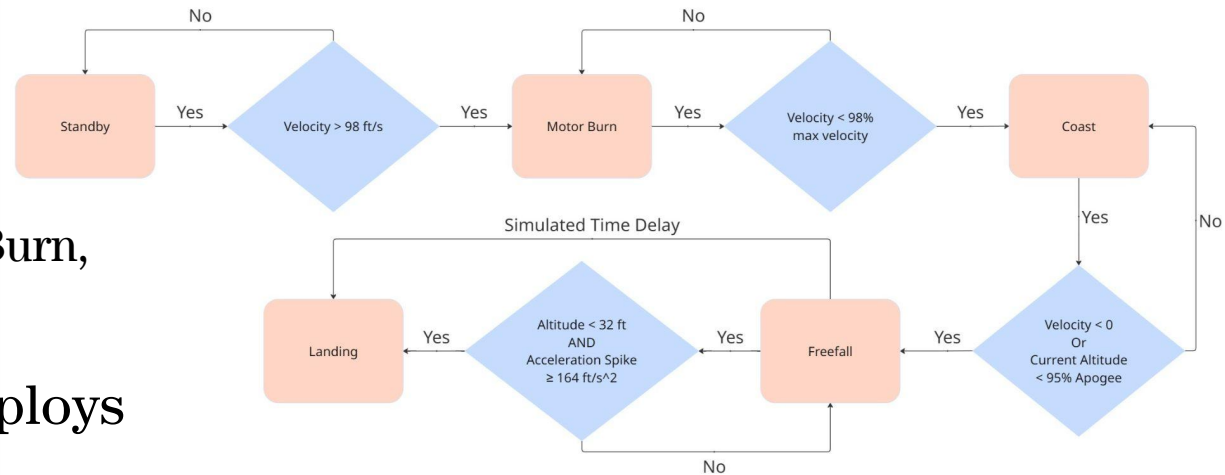 No
No
Standby
Yes
Velocity > 98 ft/s
Yes
Motor Burn
Yes
Velocity < 98%
max velocity
Yes
Coast
Yes
No
Burn,
ploys
Simulated Time Delay
Landing
Yes
Altitude < 32 ft
AND
Acceleration Spike
≥ 164 ft/s^2
Yes
Freefall
Yes
Velocity < 0
Or
Current Altitude
< 95% Apogee
No